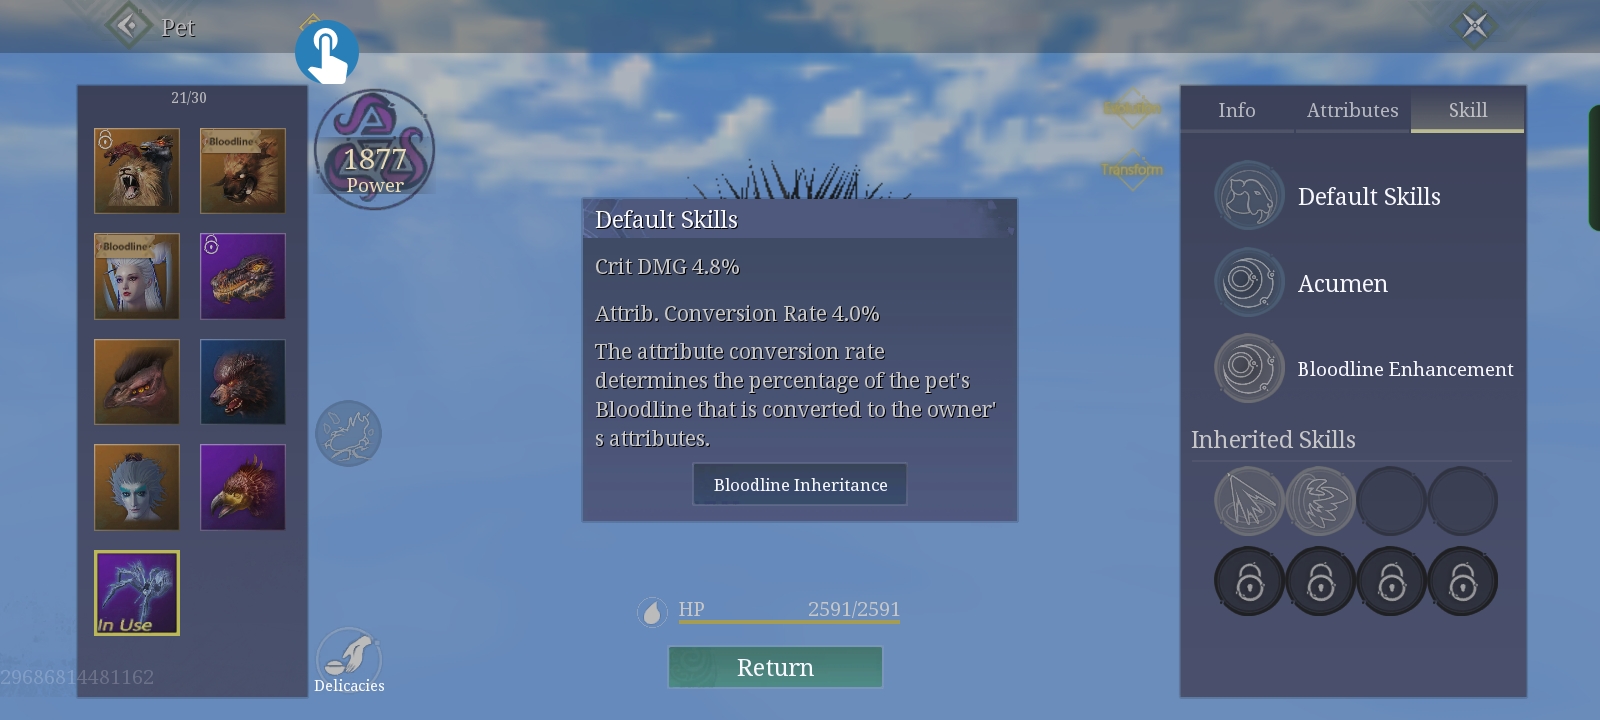 Pet
21/30
Bloodline
Bloodline
In Use
29686814481162
1877
Power
Delicacies
Transform
Default Skills
Crit DMG 4.8%
Attrib. Conversion Rate 4.0%
The attribute conversion rate
determines the percentage of the pet's
Bloodline that is converted to the owner'
s attributes.
Bloodline Inheritance
HP 2591/2591
Return
Info Attributes Skill
Default Skills
Acumen
Bloodline Enhancement
Inherited Skills